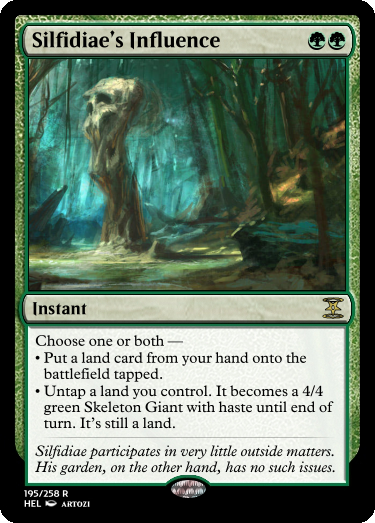 Silfidiae's Influence
Instant
Choose one or both —
• Put a land card from your hand onto the
battlefield tapped.
• Untap a land you control. It becomes a 4/4
green Skeleton Giant with haste until end of
turn. It's still a land.
Silfidiae participates in very little outside matters.
His garden, on the other hand, has no such issues.
195/258 R
HEL ARTOZI